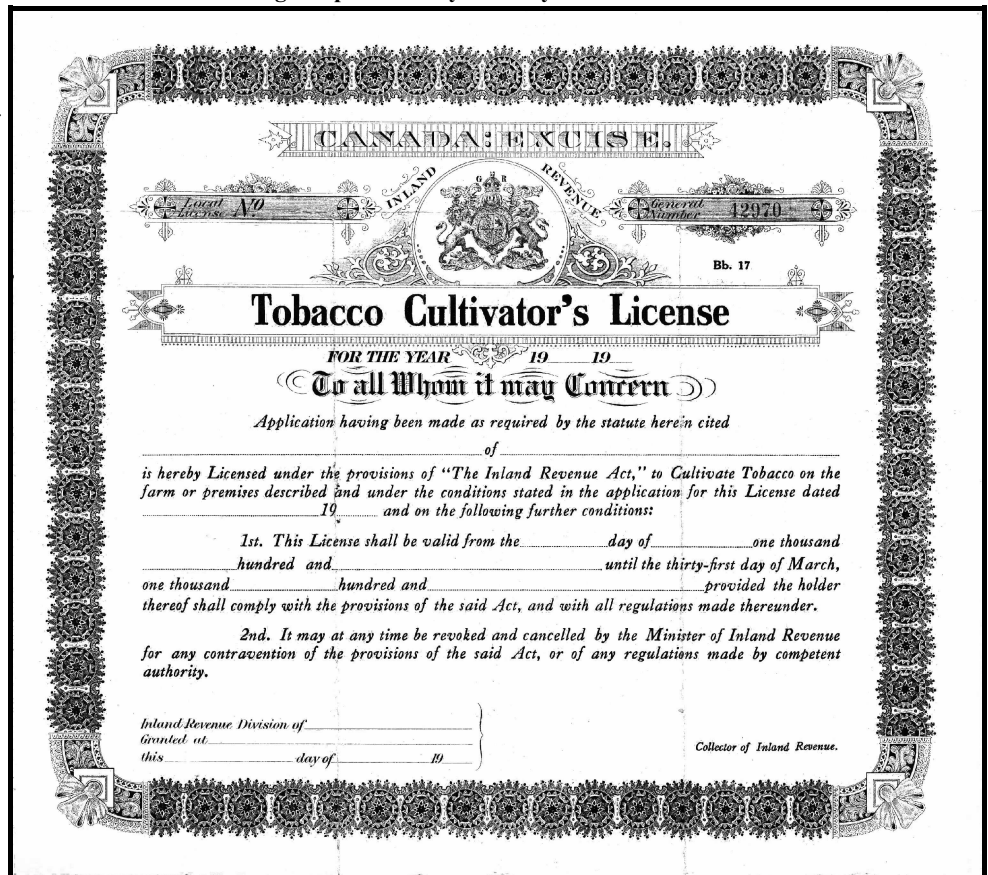 CANADA: EXCISE.
INLAND REVENUE
G R
Local License No.
General Number 42970
Bb. 17
Tobacco Cultivator's License
FOR THE YEAR 19 19
To all Whom it may Concern
Application having been made as required by the statute herein cited
of
is hereby Licensed under the provisions of "The Inland Revenue Act," to Cultivate Tobacco on the
farm or premises described and under the conditions stated in the application for this License dated
19 and on the following further conditions:
1st. This License shall be valid from the day of one thousand
hundred and until the thirty-first day of March,
one thousand hundred and provided the holder
thereof shall comply with the provisions of the said Act, and with all regulations made thereunder.
2nd. It may at any time be revoked and cancelled by the Minister of Inland Revenue
for any contravention of the provisions of the said Act, or of any regulations made by competent
authority.
Inland Revenue Division of
Granted at
this day of 19
Collector of Inland Revenue.